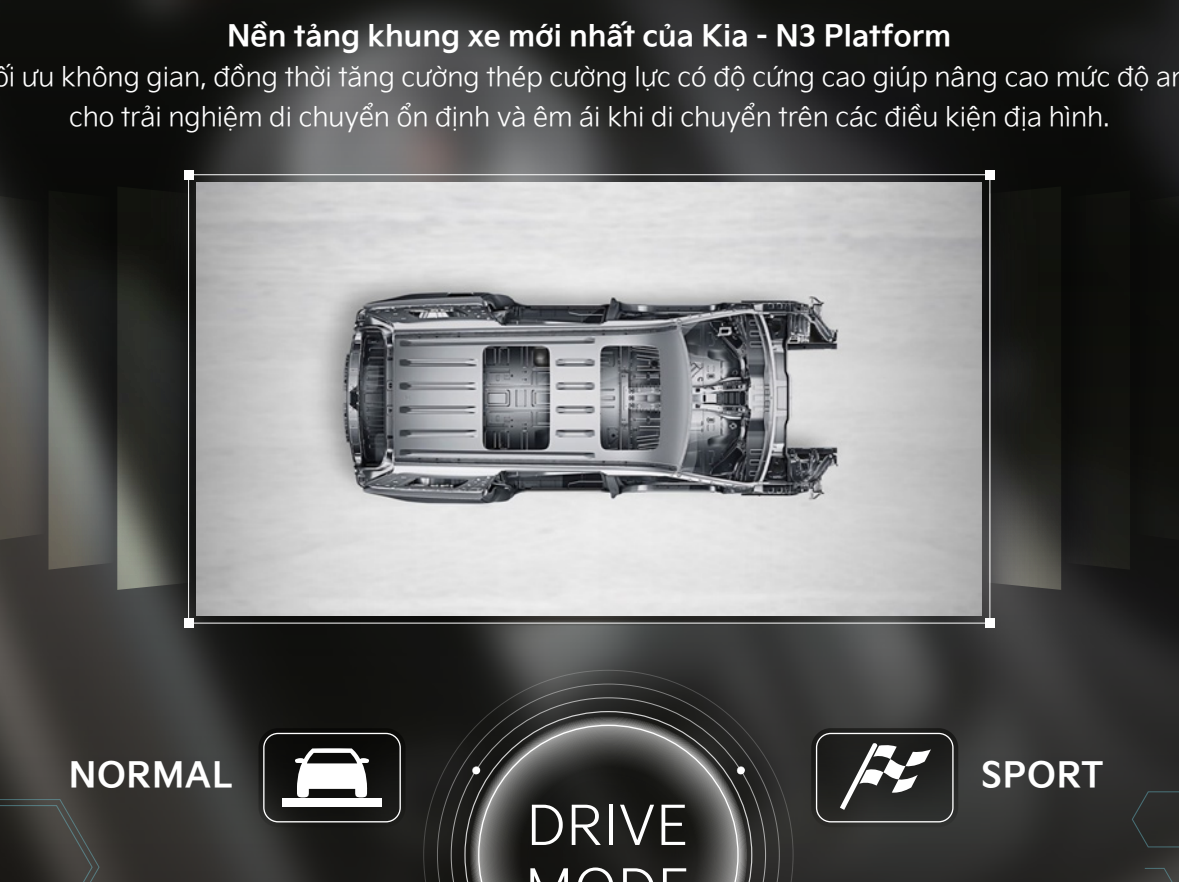 Nền tảng khung xe mới nhất của Kia - N3 Platform
ưu không gian, đồng thời tăng cường thép cường lực có độ cứng cao giúp nâng cao mức độ
cho trải nghiệm di chuyển ổn định và êm ái khi di chuyển trên các điều kiện địa hình.
NORMAL
SPORT
DRIVE
MODE